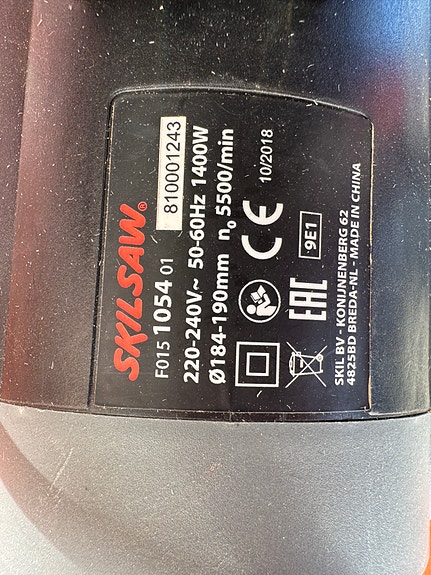 SKILSAW®
F015 1054 01 810001243
220-240V~ 50-60Hz 1400W
Ø184-190mm n₀ 5500/min
CE 10/2018
EAC 9E1
SKIL BV - KONIJNENBERG 62
4825BD BREDA-NL - MADE IN CHINA